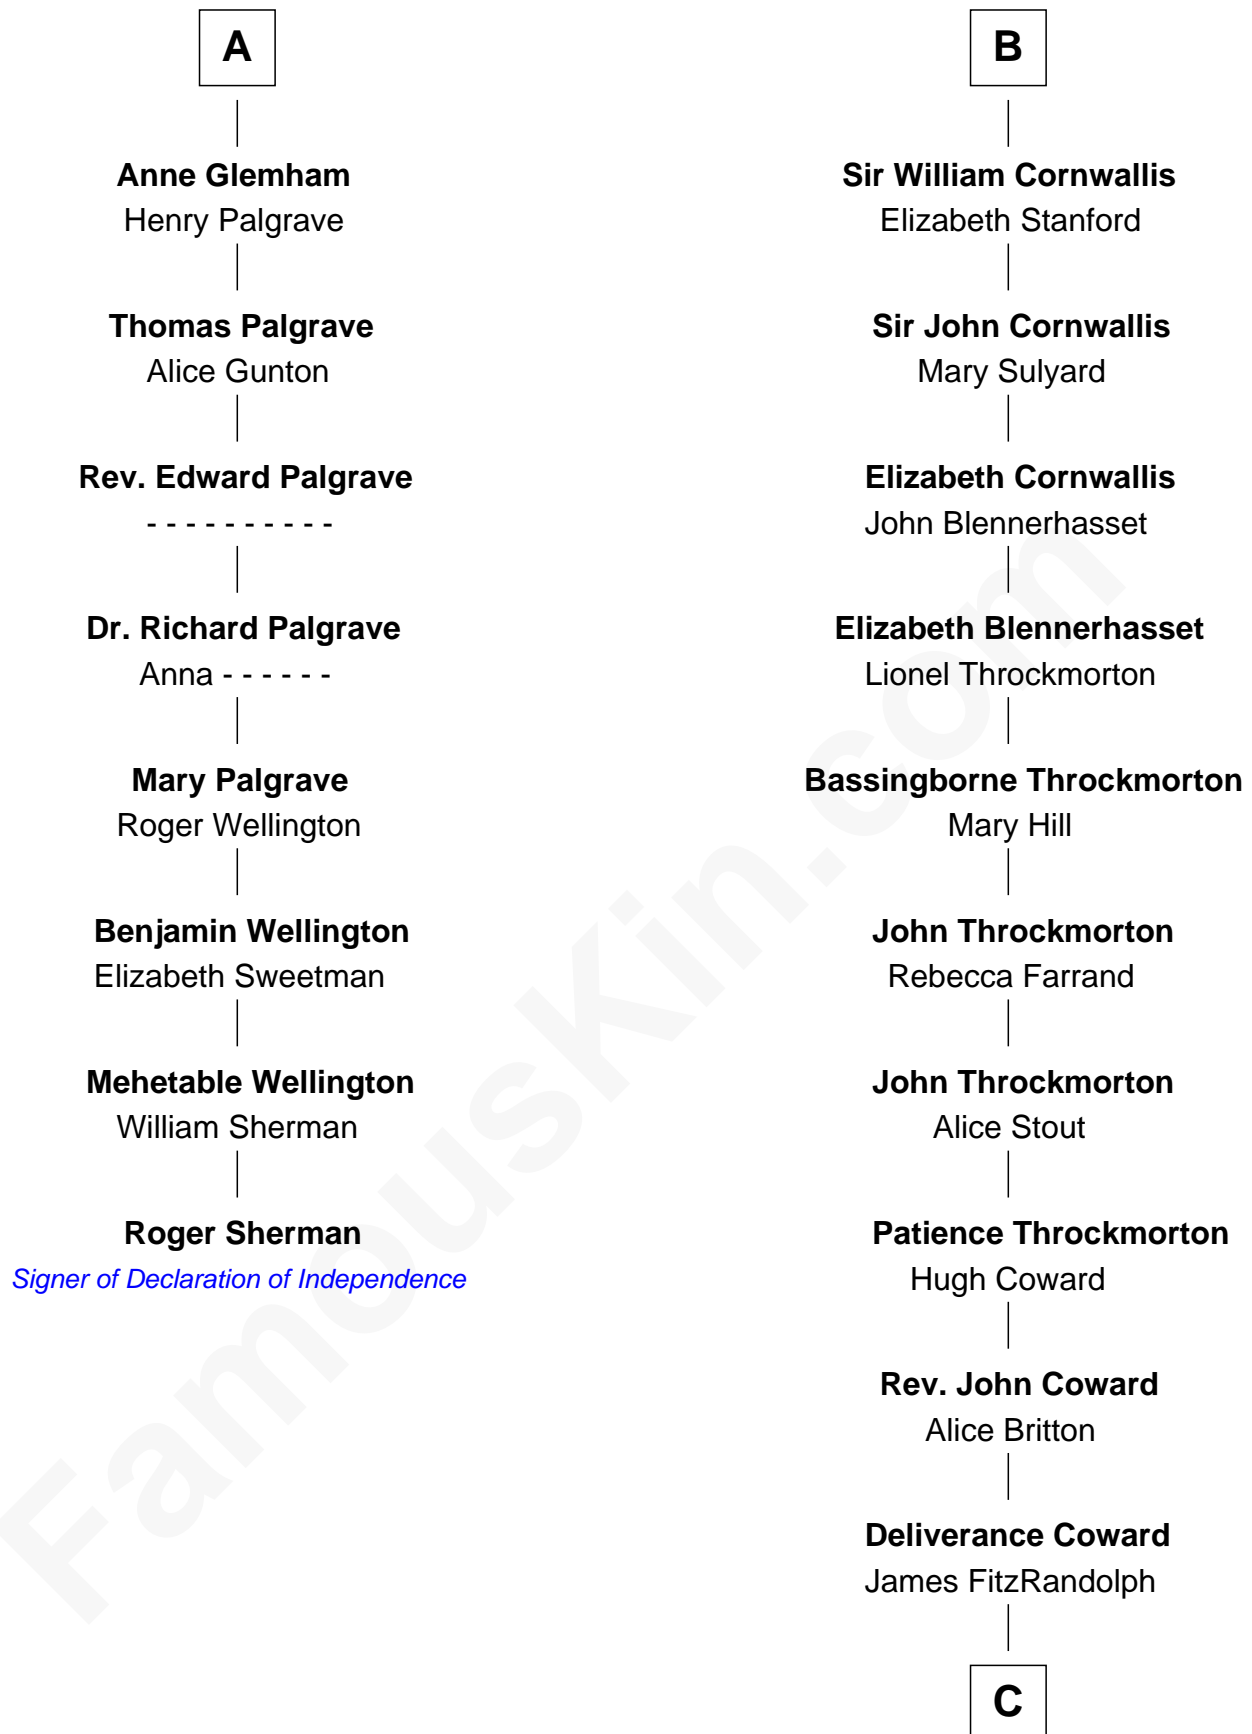 A
Anne Glemham
Henry Palgrave
Thomas Palgrave
Alice Gunton
Rev. Edward Palgrave
- - - - - - - - - -
Dr. Richard Palgrave
Anna - - - - - -
Mary Palgrave
Roger Wellington
Benjamin Wellington
Elizabeth Sweetman
Mehetable Wellington
William Sherman
Roger Sherman
Signer of Declaration of Independence
B
Sir William Cornwallis
Elizabeth Stanford
Sir John Cornwallis
Mary Sulyard
Elizabeth Cornwallis
John Blennerhasset
Elizabeth Blennerhasset
Lionel Throckmorton
Bassingborne Throckmorton
Mary Hill
John Throckmorton
Rebecca Farrand
John Throckmorton
Alice Stout
Patience Throckmorton
Hugh Coward
Rev. John Coward
Alice Britton
Deliverance Coward
James FitzRandolph
C
FamousKin.com